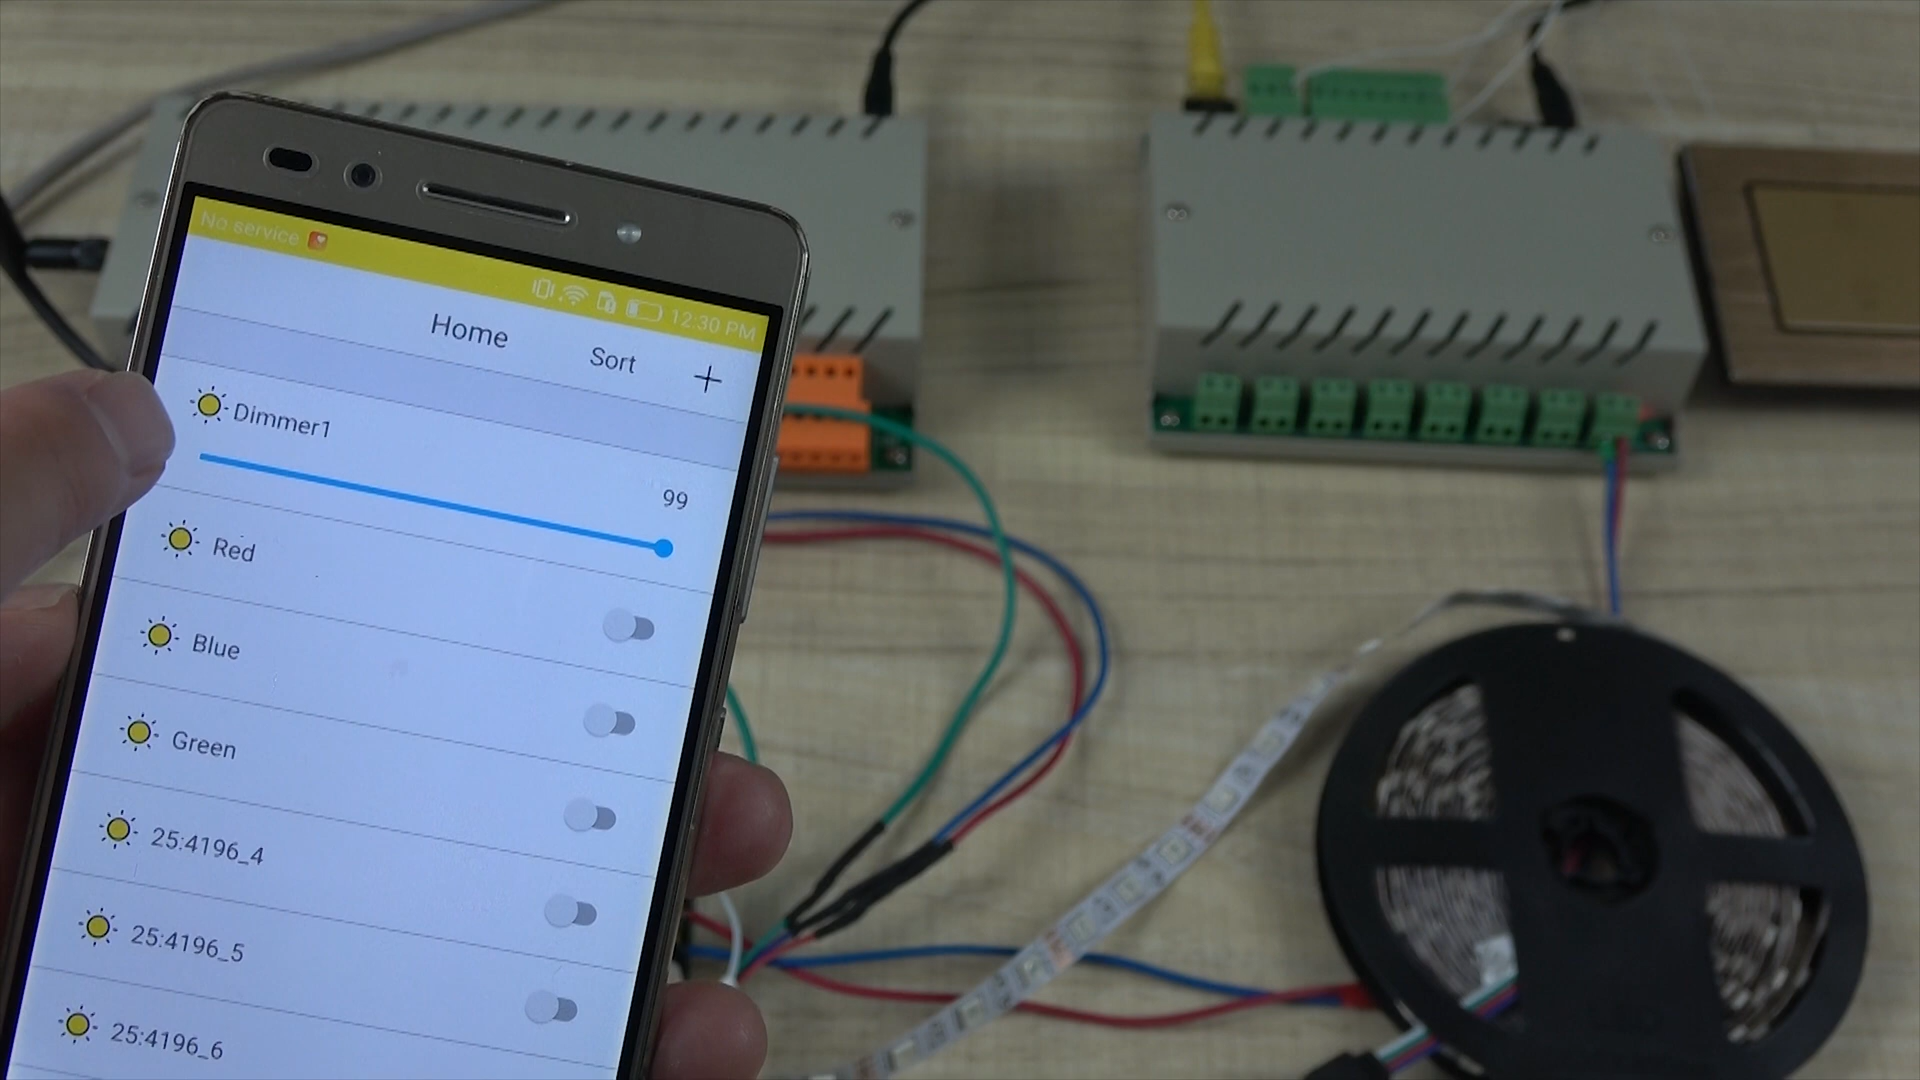 No service
12:30 PM
Home
Sort
+
Dimmer1
99
Red
Blue
Green
25:4196_4
25:4196_5
25:4196_6